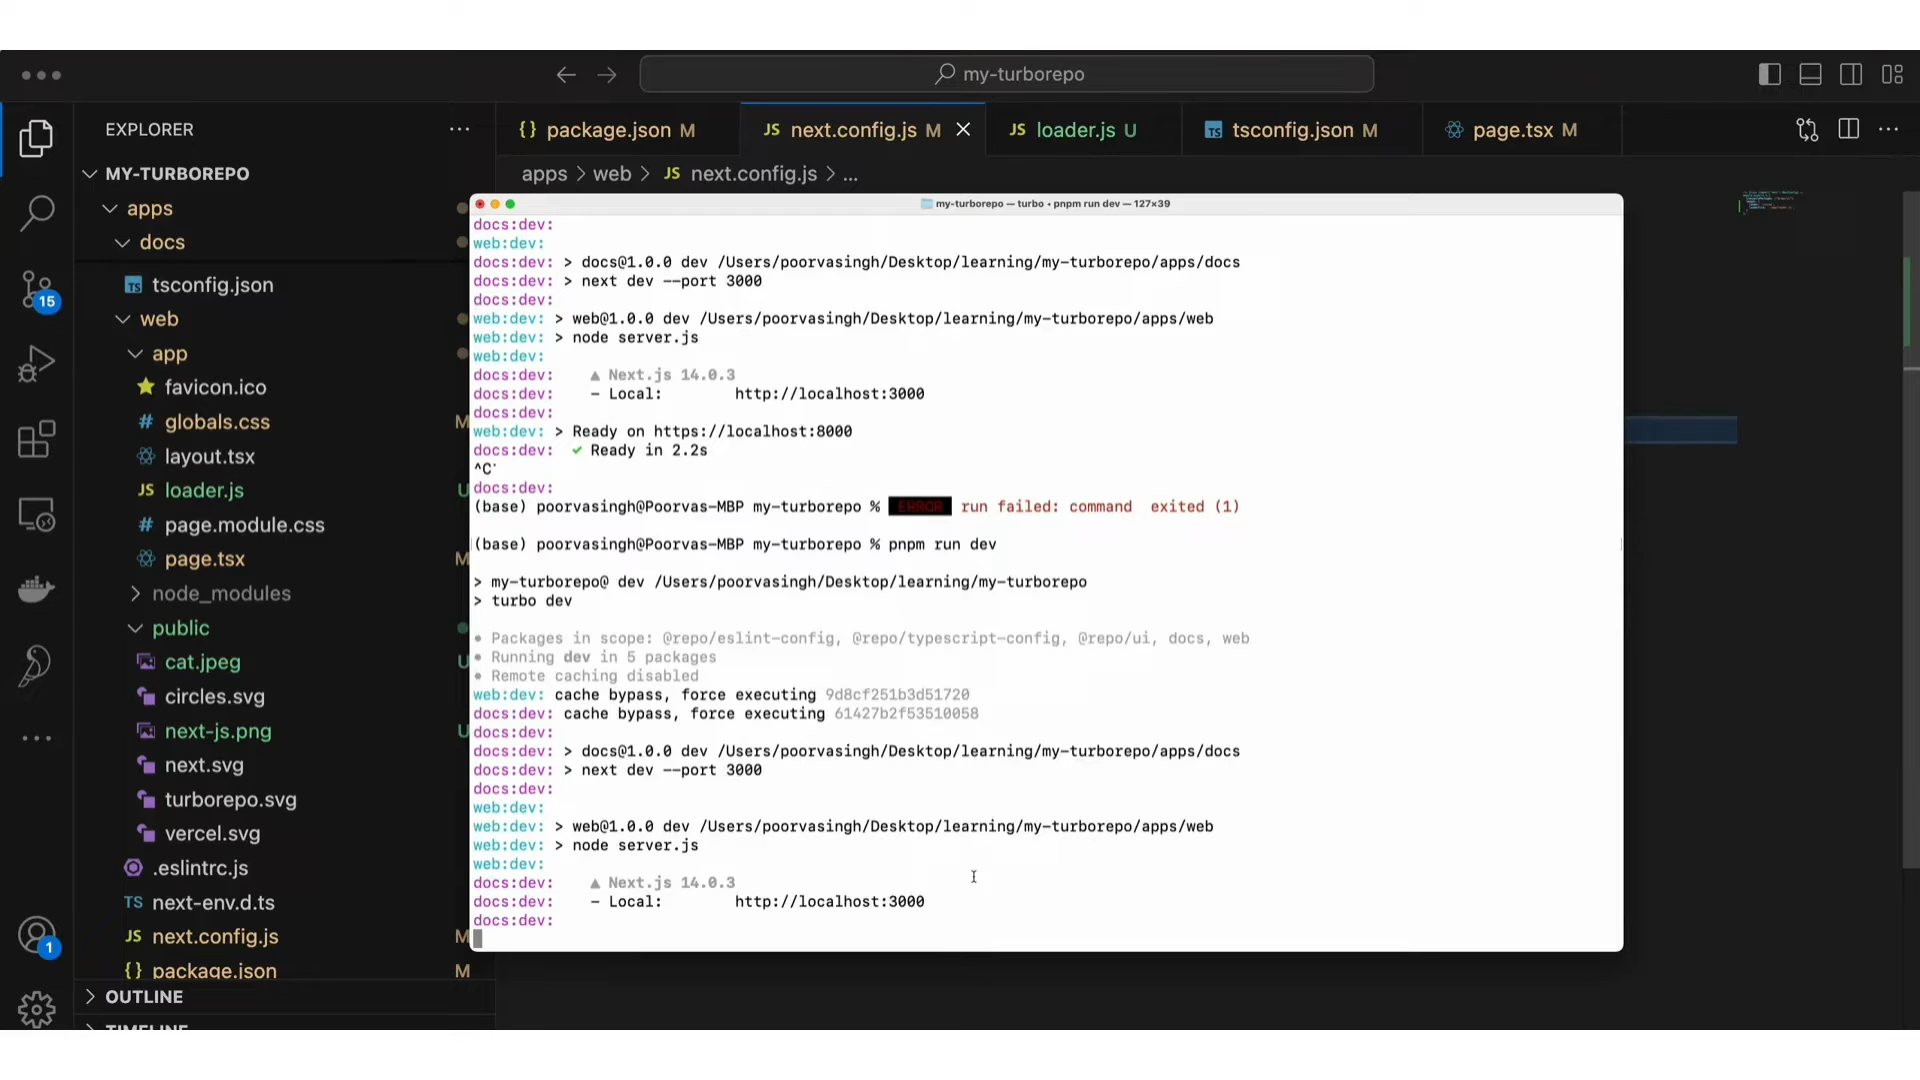 my-turborepo
EXPLORER
{} package.json M
JS next.config.js M
JS loader.js U
TS tsconfig.json M
page.tsx M
MY-TURBOREPO
apps > web > JS next.config.js > ...
apps
docs
TS tsconfig.json
web
app
favicon.ico
# globals.css M
layout.tsx
JS loader.js U
# page.module.css
page.tsx M
node_modules
public
cat.jpeg U
circles.svg
next-js.png U
next.svg
turborepo.svg
vercel.svg
.eslintrc.js
TS next-env.d.ts
JS next.config.js M
{} package.json M
OUTLINE
TIMELINE
15
1
my-turborepo — turbo • pnpm run dev — 127×39
docs:dev:
web:dev:
docs:dev: > docs@1.0.0 dev /Users/poorvasingh/Desktop/learning/my-turborepo/apps/docs
docs:dev: > next dev --port 3000
docs:dev:
web:dev: > web@1.0.0 dev /Users/poorvasingh/Desktop/learning/my-turborepo/apps/web
web:dev: > node server.js
web:dev:
docs:dev: ▲ Next.js 14.0.3
docs:dev: - Local: http://localhost:3000
docs:dev:
web:dev: > Ready on https://localhost:8000
docs:dev: ✓ Ready in 2.2s
^C`
docs:dev:
(base) poorvasingh@Poorvas-MBP my-turborepo % ERROR run failed: command exited (1)
(base) poorvasingh@Poorvas-MBP my-turborepo % pnpm run dev
> my-turborepo@ dev /Users/poorvasingh/Desktop/learning/my-turborepo
> turbo dev
• Packages in scope: @repo/eslint-config, @repo/typescript-config, @repo/ui, docs, web
• Running dev in 5 packages
• Remote caching disabled
web:dev: cache bypass, force executing 9d8cf251b3d51720
docs:dev: cache bypass, force executing 61427b2f53510058
docs:dev:
docs:dev: > docs@1.0.0 dev /Users/poorvasingh/Desktop/learning/my-turborepo/apps/docs
docs:dev: > next dev --port 3000
docs:dev:
web:dev:
web:dev: > web@1.0.0 dev /Users/poorvasingh/Desktop/learning/my-turborepo/apps/web
web:dev: > node server.js
web:dev:
docs:dev: ▲ Next.js 14.0.3
docs:dev: - Local: http://localhost:3000
docs:dev: